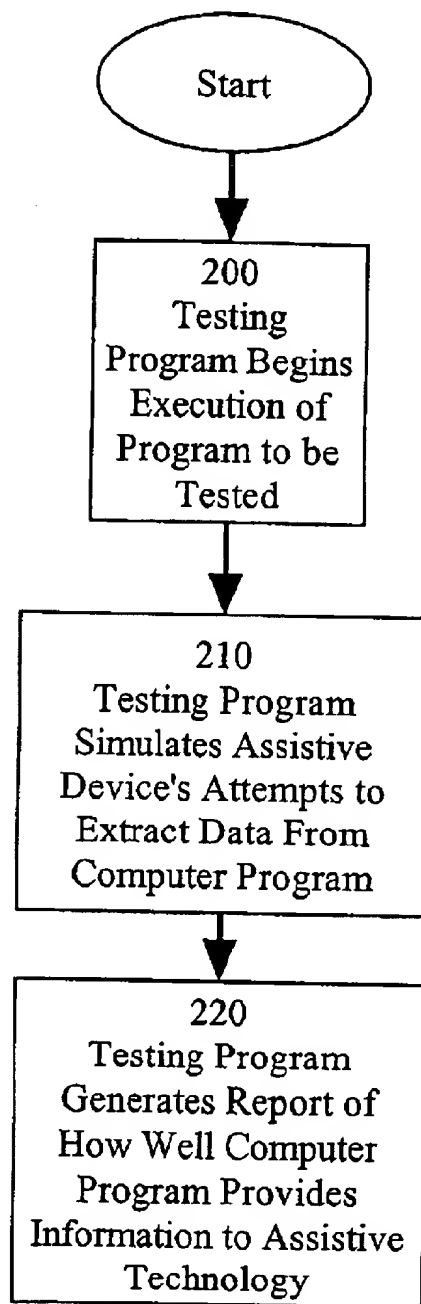 Start
200
Testing
Program Begins
Execution of
Program to be
Tested
210
Testing Program
Simulates Assistive
Device's Attempts to
Extract Data From
Computer Program
220
Testing Program
Generates Report of
How Well Computer
Program Provides
Information to Assistive
Technology